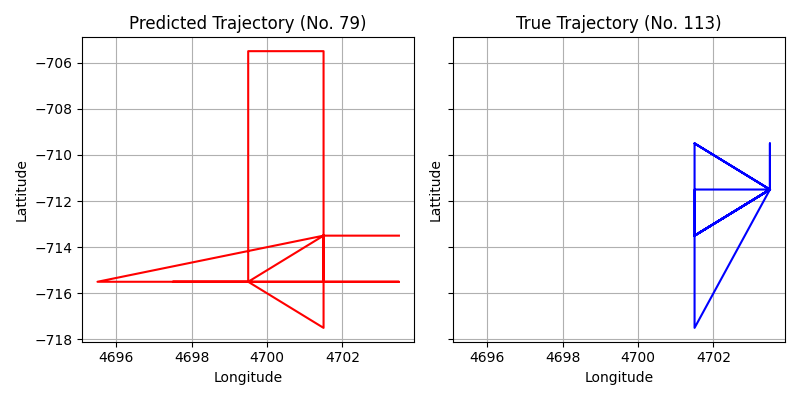 Predicted Trajectory (No. 79)
True Trajectory (No. 113)
Lattitude
−706
−708
−710
−712
−714
−716
−718
4696
4698
4700
4702
Longitude
Lattitude
4696
4698
4700
4702
Longitude